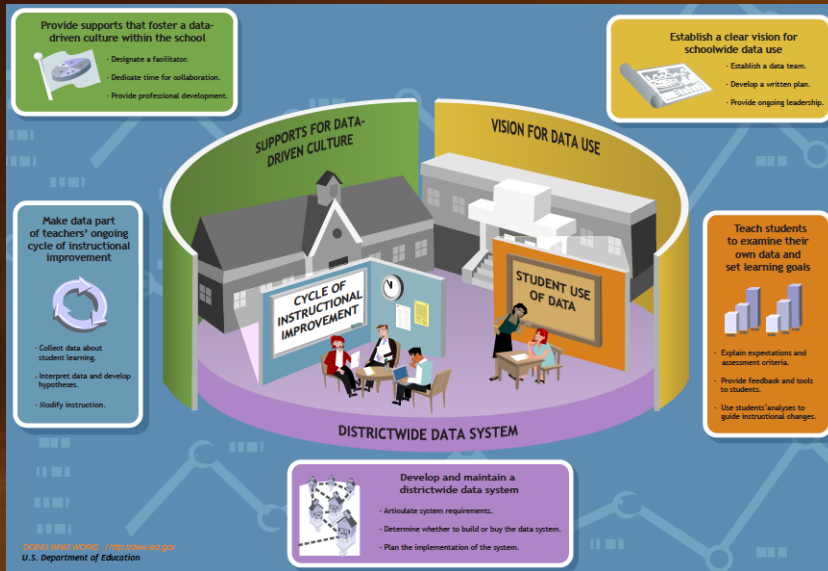 Provide supports that foster a data-
driven culture within the school
- Designate a facilitator.
- Dedicate time for collaboration.
- Provide professional development.
Establish a clear vision for
schoolwide data use
- Establish a data team.
- Develop a written plan.
- Provide ongoing leadership.
SUPPORTS FOR DATA-
DRIVEN CULTURE
VISION FOR DATA USE
Make data part
of teachers' ongoing
cycle of instructional
improvement
- Collect data about
student learning.
- Interpret data and develop
hypotheses.
- Modify instruction.
CYCLE OF
INSTRUCTIONAL
IMPROVEMENT
STUDENT USE
OF DATA
Teach students
to examine their
own data and
set learning goals
- Explain expectations and
assessment criteria.
- Provide feedback and tools
to students.
- Use students' analyses to
guide instructional changes.
DISTRICTWIDE DATA SYSTEM
Develop and maintain a
districtwide data system
- Articulate system requirements.
- Determine whether to build or buy the data system.
- Plan the implementation of the system.
DOING WHAT WORKS | http://dww.ed.gov
U.S. Department of Education